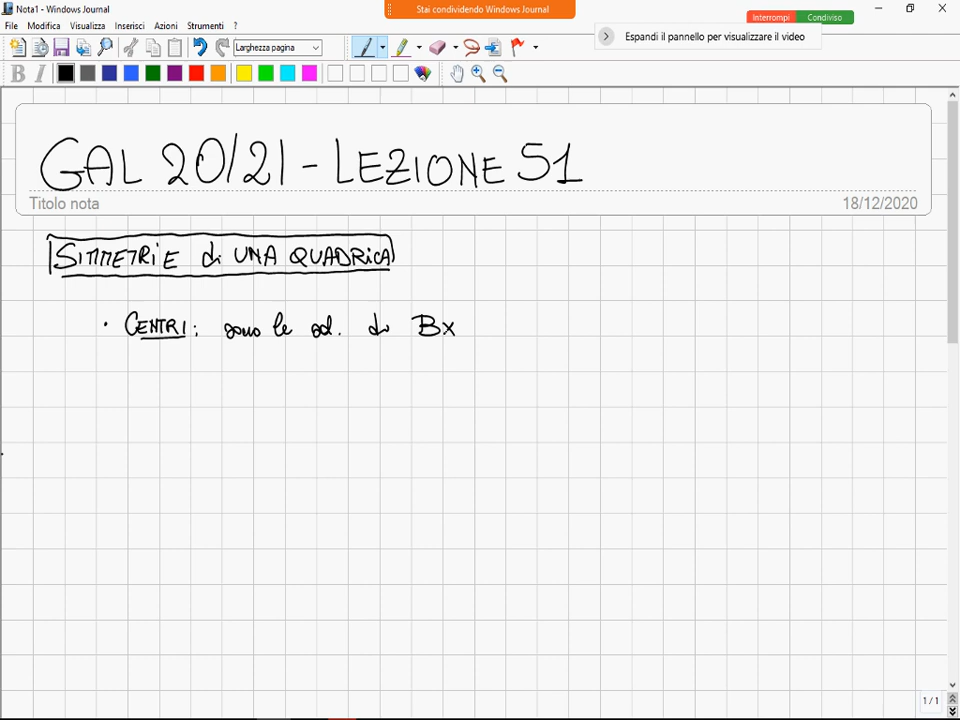 Nota1 - Windows Journal
Stai condividendo Windows Journal
Interrompi Condiviso
File Modifica Visualizza Inserisci Azioni Strumenti ?
Espandi il pannello per visualizzare il video
Larghezza pagina
B I
GAL 20/21 - LEZIONE 51
Titolo nota 18/12/2020
SIMMETRIE di UNA QUADRICA
• CENTRI: sono le sol. di Bx
1 / 1